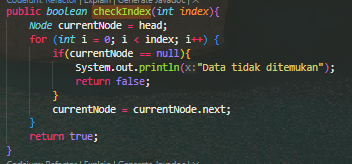 Codeium: Refactor | Explain | Generate Javadoc | ×
public boolean checkIndex(int index){
Node currentNode = head;
for (int i = 0; i < index; i++) {
if(currentNode == null){
System.out.println(x:"Data tidak ditemukan");
return false;
}
currentNode = currentNode.next;
}
return true;
}
Codeium: Refactor | Explain | Generate Javadoc | ×